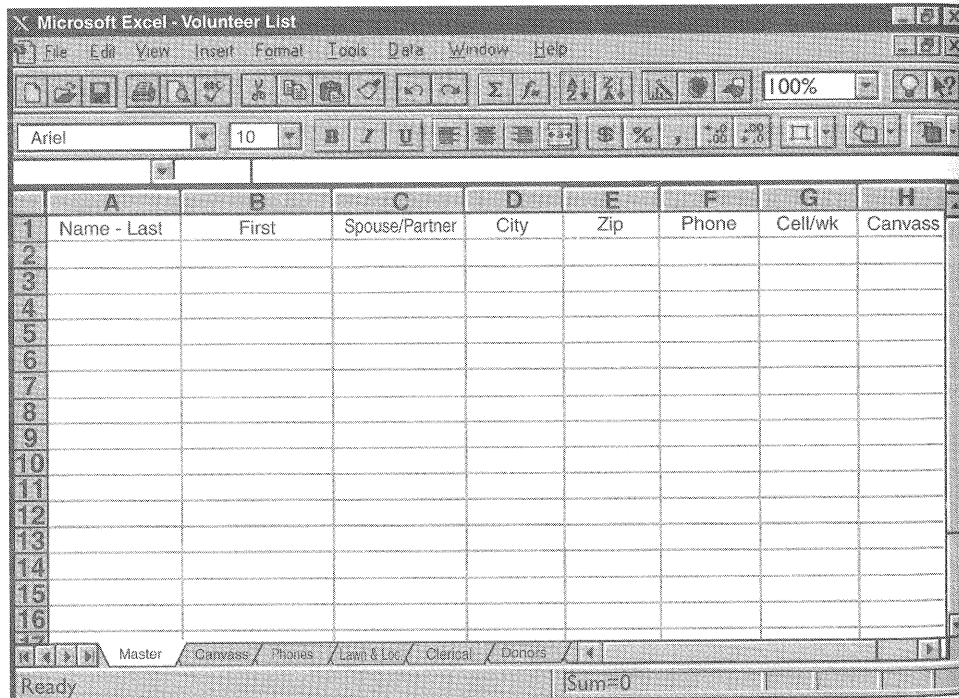 Microsoft Excel - Volunteer List
File Edit View Insert Format Tools Data Window Help
Σ 100%
Ariel 10 B I U $ % ,
A B C D E F G H
1 Name - Last First Spouse/Partner City Zip Phone Cell/wk Canvass
2
3
4
5
6
7
8
9
10
11
12
13
14
15
16
17
Master Canvass Phones Lawn & Loc Clerical Donors
Ready Sum=0